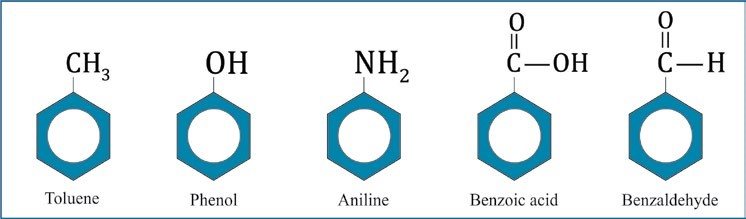 CH₃
Toluene
OH
Phenol
NH₂
Aniline
O
||
C—OH
Benzoic acid
O
||
C—H
Benzaldehyde